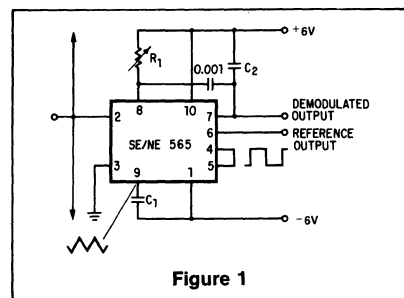 +6V
R1
0.001
C2
8
10
2
7
DEMODULATED
OUTPUT
SE/NE 565
6
REFERENCE
OUTPUT
4
3
5
9
1
C1
-6V
Figure 1